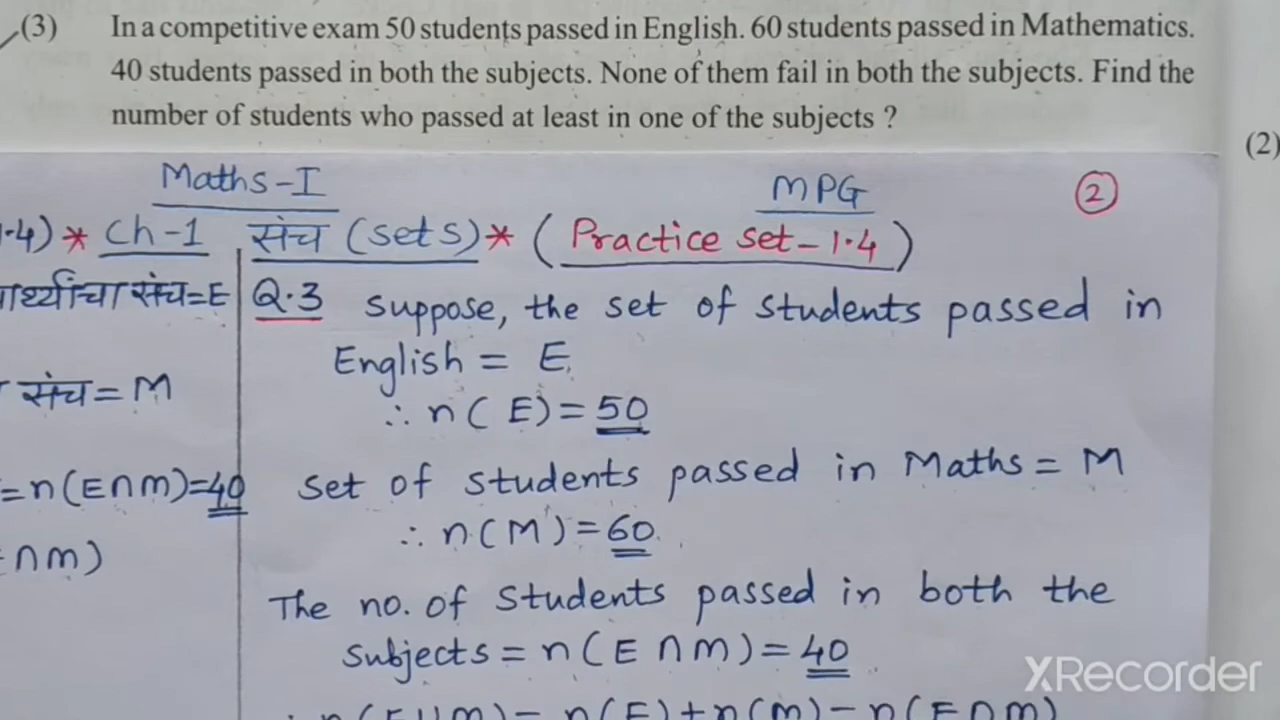 (3) In a competitive exam 50 students passed in English. 60 students passed in Mathematics.
40 students passed in both the subjects. None of them fail in both the subjects. Find the
number of students who passed at least in one of the subjects ?
(2)
Maths-I MPG ②
1.4) * Ch-1 संच (sets) * (Practice set-1.4)
संच=E
संच=M
=n(E∩m)=40
∩m)
Q.3 Suppose, the set of students passed in
English = E
∴ n(E)=50
Set of students passed in Maths = M
∴ n(M)=60
The no. of students passed in both the
subjects = n(E∩m)=40
n(E∪m)= n(E)+n(m)-n(E∩m)
XRecorder